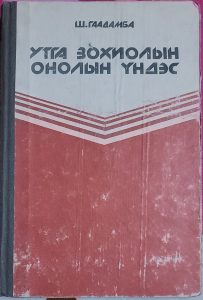 Ш. ГААДАМБА
УТГА ЗОХИОЛЫН
ОНОЛЫН ҮНДЭС